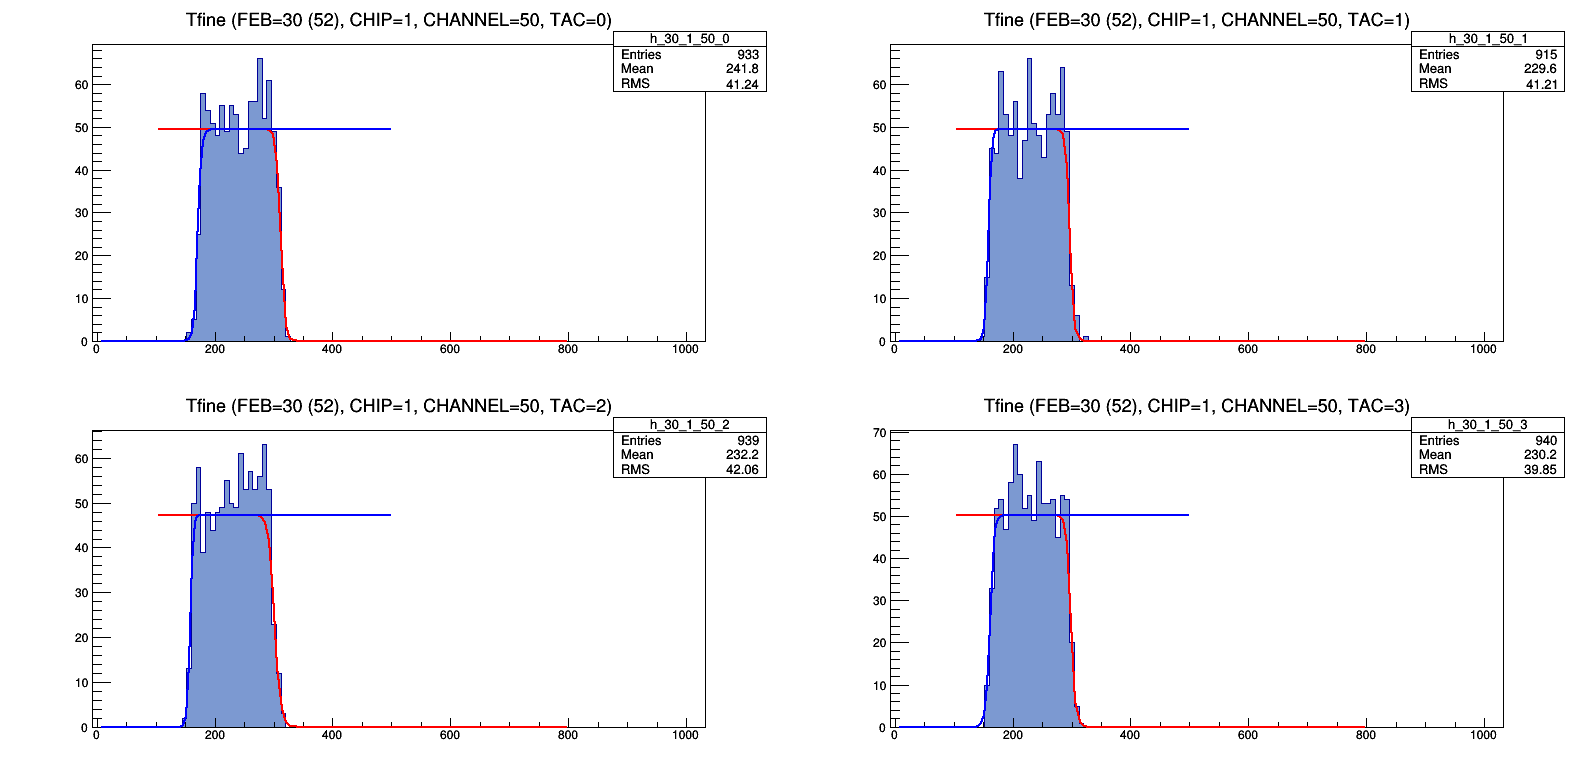 Tfine (FEB=30 (52), CHIP=1, CHANNEL=50, TAC=0)
h_30_1_50_0
Entries 933
Mean 241.8
RMS 41.24
60
50
40
30
20
10
0
0 200 400 600 800 1000
Tfine (FEB=30 (52), CHIP=1, CHANNEL=50, TAC=1)
h_30_1_50_1
Entries 915
Mean 229.6
RMS 41.21
60
50
40
30
20
10
0
0 200 400 600 800 1000
Tfine (FEB=30 (52), CHIP=1, CHANNEL=50, TAC=2)
h_30_1_50_2
Entries 939
Mean 232.2
RMS 42.06
60
50
40
30
20
10
0
0 200 400 600 800 1000
Tfine (FEB=30 (52), CHIP=1, CHANNEL=50, TAC=3)
h_30_1_50_3
Entries 940
Mean 230.2
RMS 39.85
70
60
50
40
30
20
10
0
0 200 400 600 800 1000